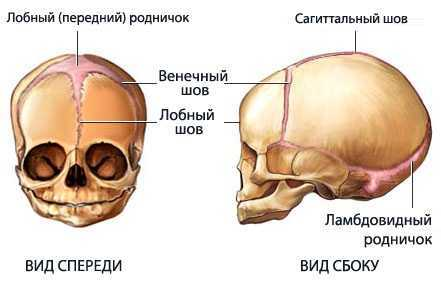 Лобный (передний) родничок
Сагиттальный шов
Венечный шов
Лобный
шов
Ламбдовидный
родничок
ВИД СПЕРЕДИ
ВИД СБОКУ